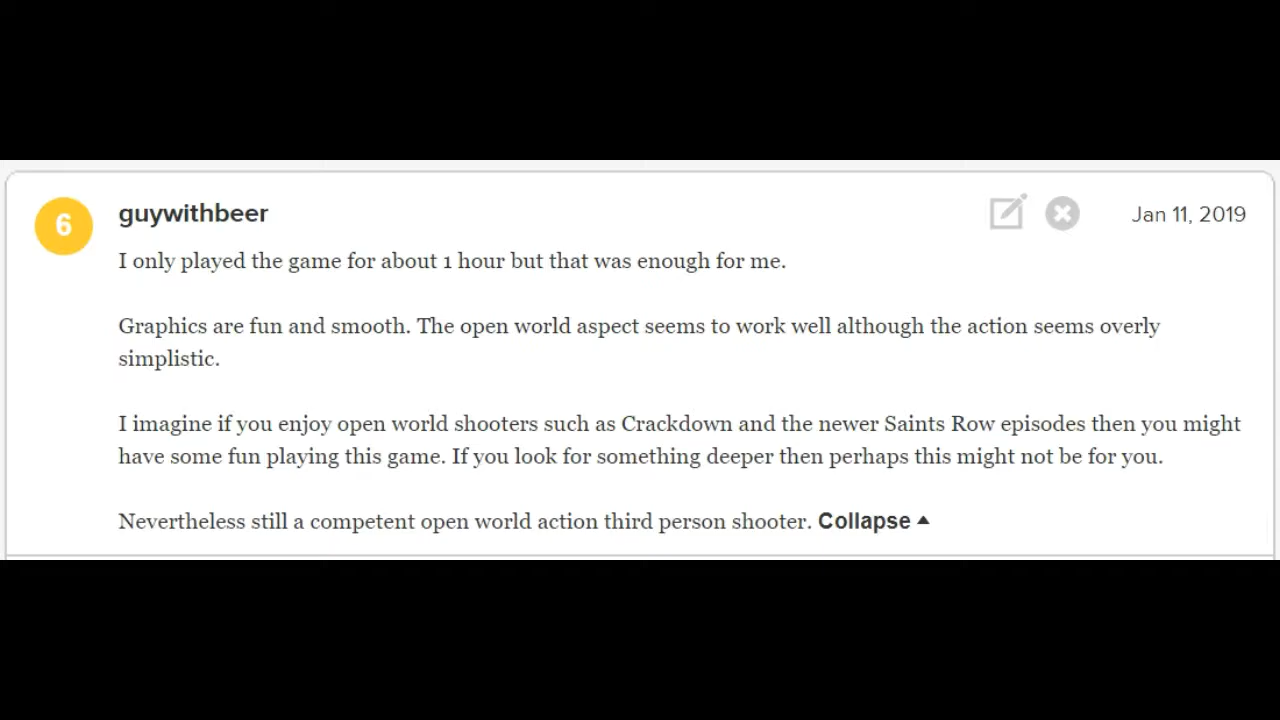 6
guywithbeer
Jan 11, 2019
I only played the game for about 1 hour but that was enough for me.
Graphics are fun and smooth. The open world aspect seems to work well although the action seems overly
simplistic.
I imagine if you enjoy open world shooters such as Crackdown and the newer Saints Row episodes then you might
have some fun playing this game. If you look for something deeper then perhaps this might not be for you.
Nevertheless still a competent open world action third person shooter. Collapse